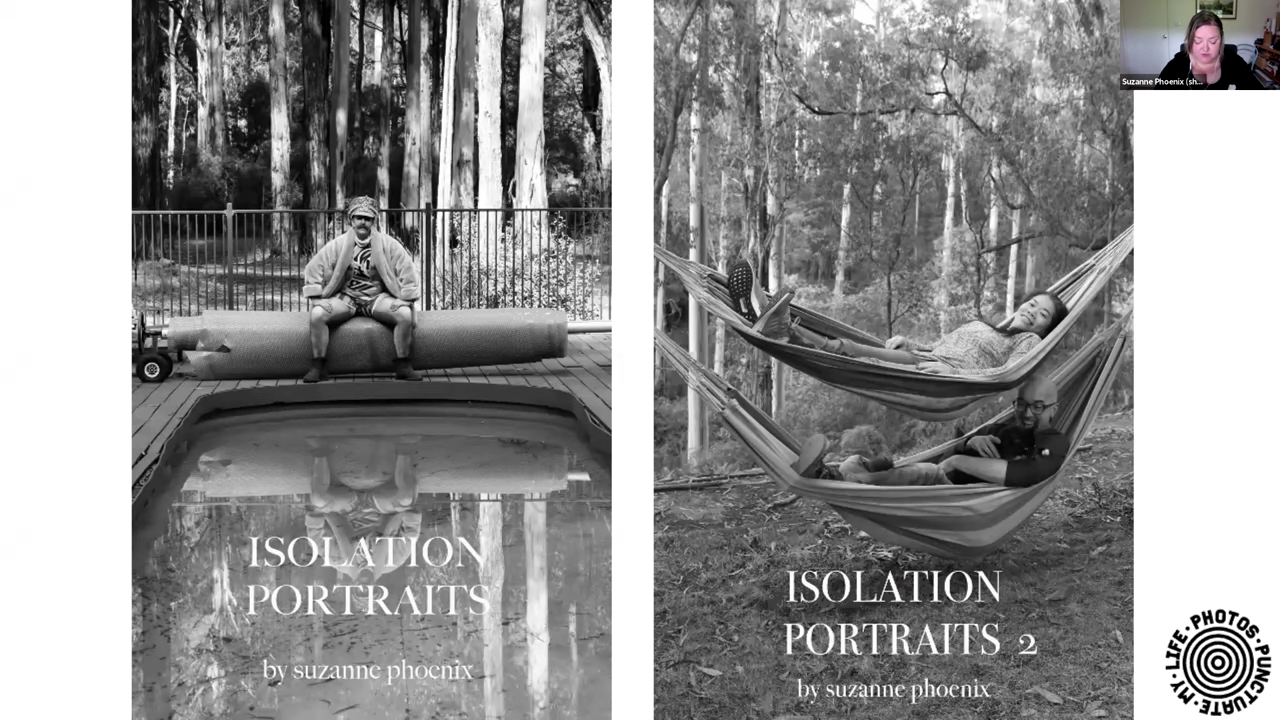 ISOLATION
PORTRAITS
by suzanne phoenix
ISOLATION
PORTRAITS 2
by suzanne phoenix
Suzanne Phoenix (sh...
MY·LIFE·PHOTOS·PUNCTUATE·